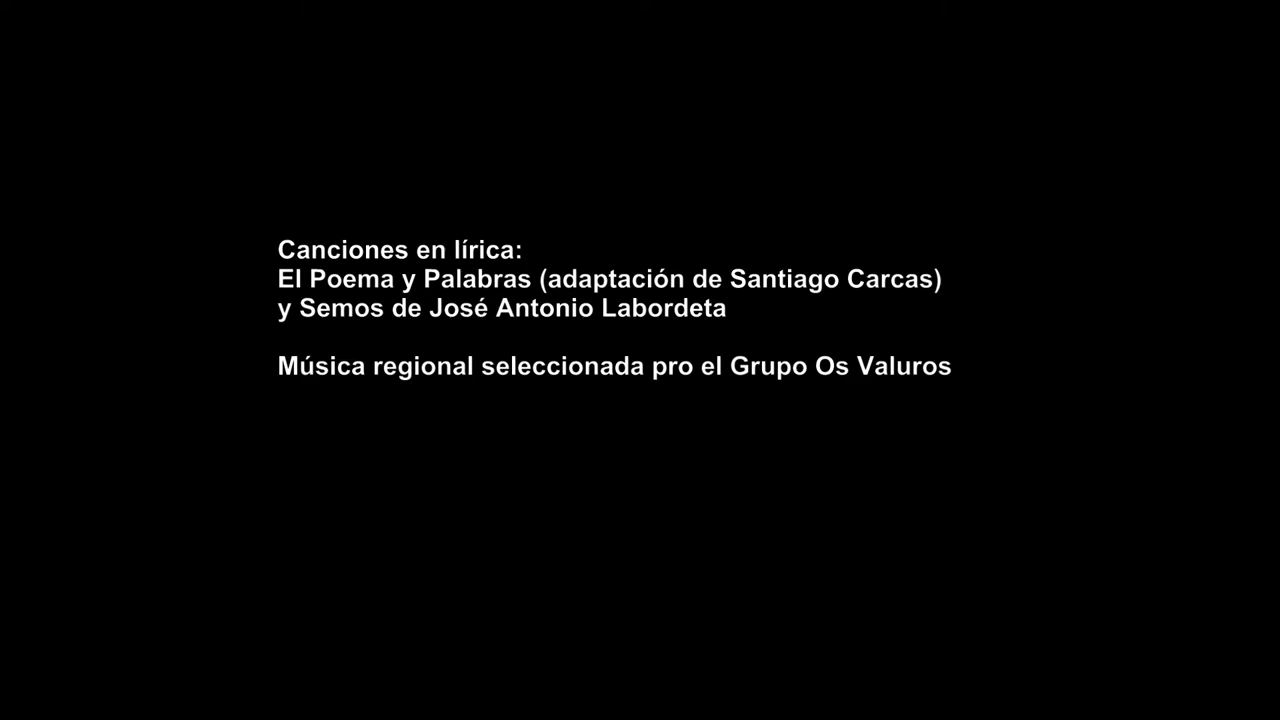 Canciones en lírica:
El Poema y Palabras (adaptación de Santiago Carcas)
y Semos de José Antonio Labordeta
Música regional seleccionada pro el Grupo Os Valuros